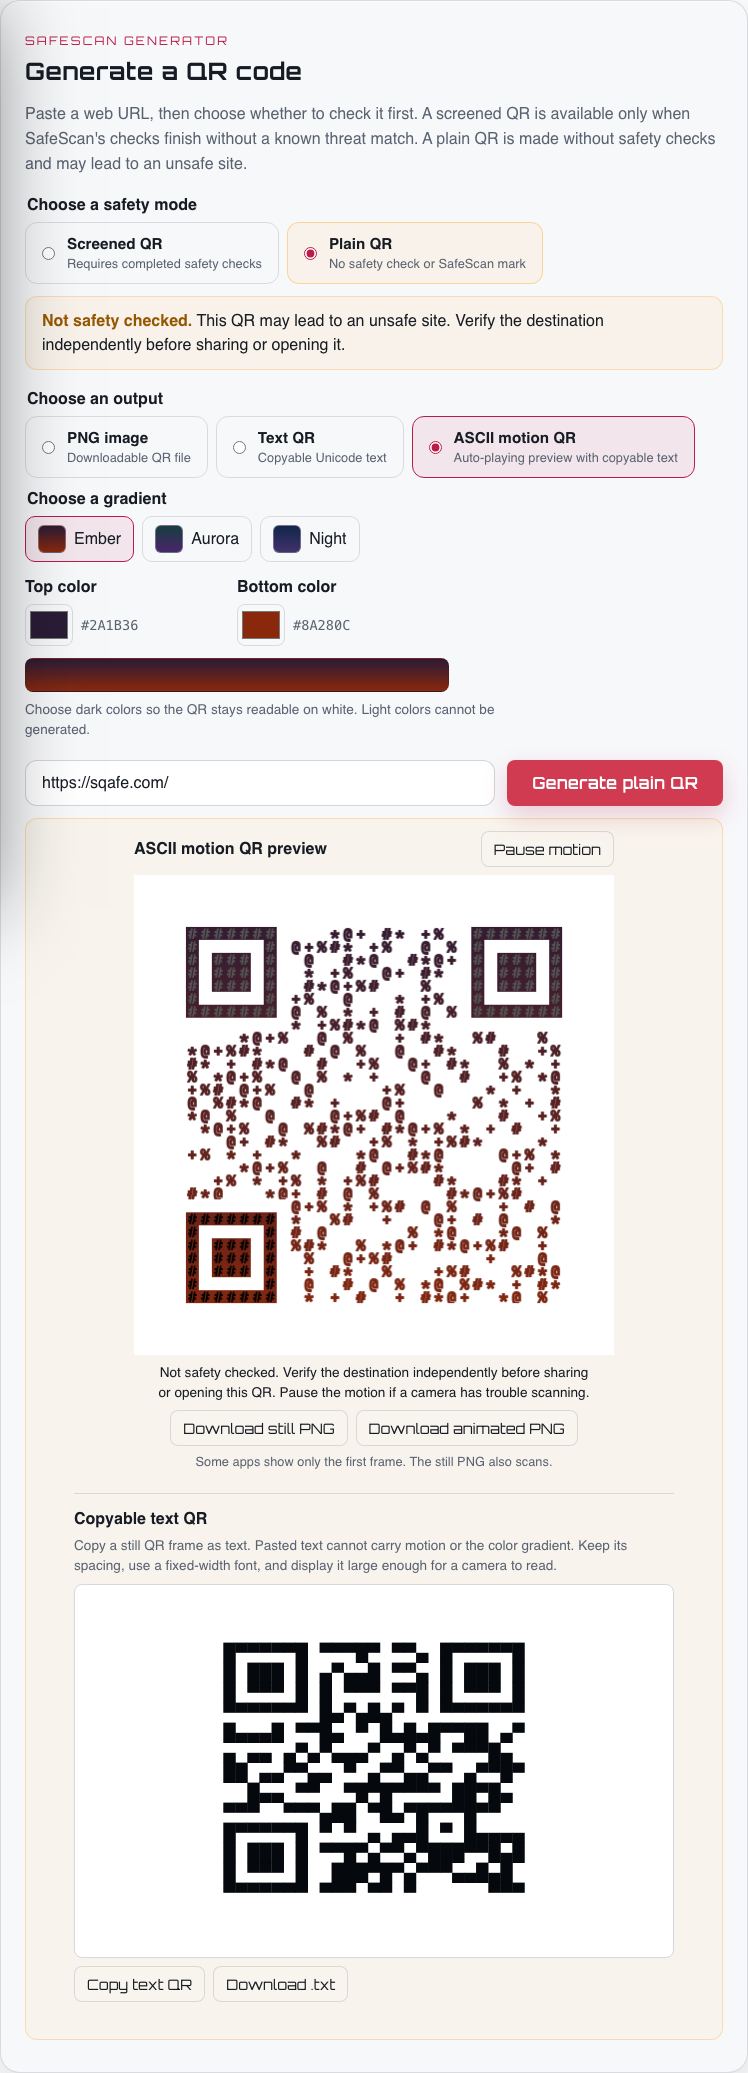 SAFESCAN GENERATOR
Generate a QR code
Paste a web URL, then choose whether to check it first. A screened QR is available only when
SafeScan's checks finish without a known threat match. A plain QR is made without safety checks
and may lead to an unsafe site.
Choose a safety mode
Screened QR
Requires completed safety checks
Plain QR
No safety check or SafeScan mark
Not safety checked. This QR may lead to an unsafe site. Verify the destination
independently before sharing or opening it.
Choose an output
PNG image
Downloadable QR file
Text QR
Copyable Unicode text
ASCII motion QR
Auto-playing preview with copyable text
Choose a gradient
Ember
Aurora
Night
Top color
Bottom color
#2A1B36
#8A280C
Choose dark colors so the QR stays readable on white. Light colors cannot be
generated.
https://sqafe.com/
Generate plain QR
ASCII motion QR preview
Pause motion
Not safety checked. Verify the destination independently before sharing
or opening this QR. Pause the motion if a camera has trouble scanning.
Download still PNG
Download animated PNG
Some apps show only the first frame. The still PNG also scans.
Copyable text QR
Copy a still QR frame as text. Pasted text cannot carry motion or the color gradient. Keep its
spacing, use a fixed-width font, and display it large enough for a camera to read.
Copy text QR
Download .txt